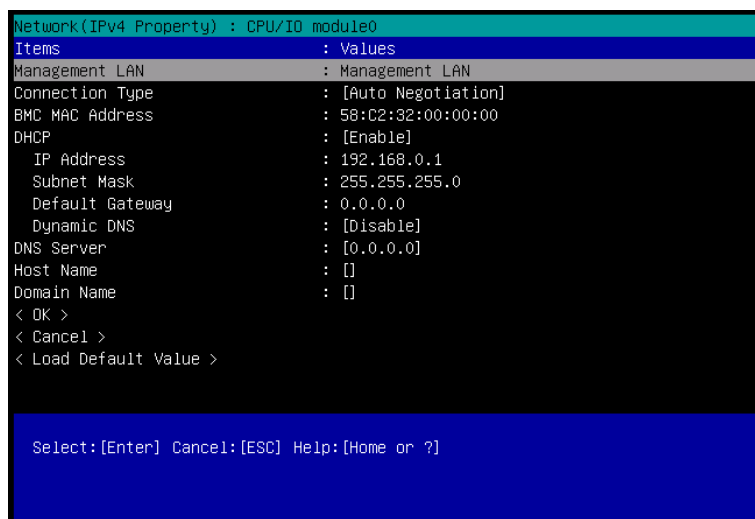 Network(IPv4 Property) : CPU/IO module0
Items : Values
Management LAN : Management LAN
Connection Type : [Auto Negotiation]
BMC MAC Address : 58:C2:32:00:00:00
DHCP : [Enable]
IP Address : 192.168.0.1
Subnet Mask : 255.255.255.0
Default Gateway : 0.0.0.0
Dynamic DNS : [Disable]
DNS Server : [0.0.0.0]
Host Name : []
Domain Name : []
< OK >
< Cancel >
< Load Default Value >
Select:[Enter] Cancel:[ESC] Help:[Home or ?]